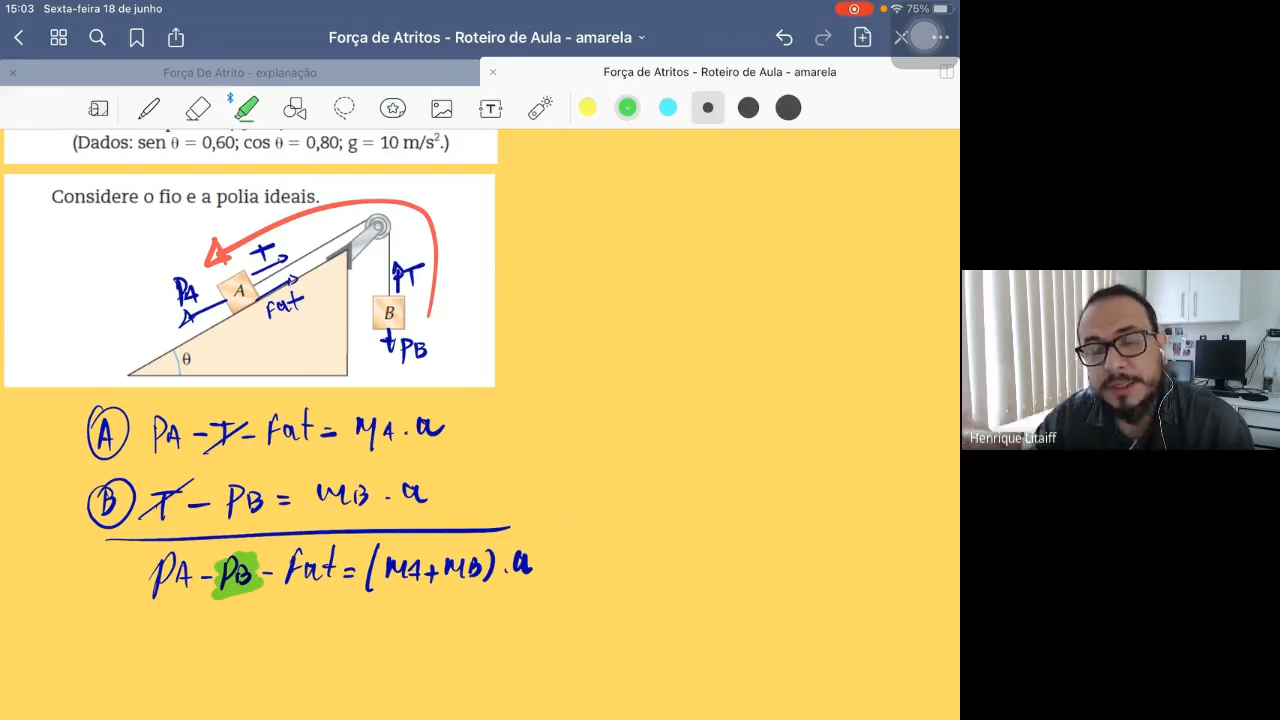 15:03 Sexta-feira 18 de junho
75%
Força de Atritos - Roteiro de Aula - amarela
Força De Atrito - explanação
Força de Atritos - Roteiro de Aula - amarela
(Dados: sen θ = 0,60; cos θ = 0,80; g = 10 m/s².)
Considere o fio e a polia ideais.
T
PA
A
Fat
T
B
PB
θ
A PA - T - Fat = MA . a
B T - PB = MB . a
PA - PB - Fat = (MA + MB) . a
Henrique Litaiff